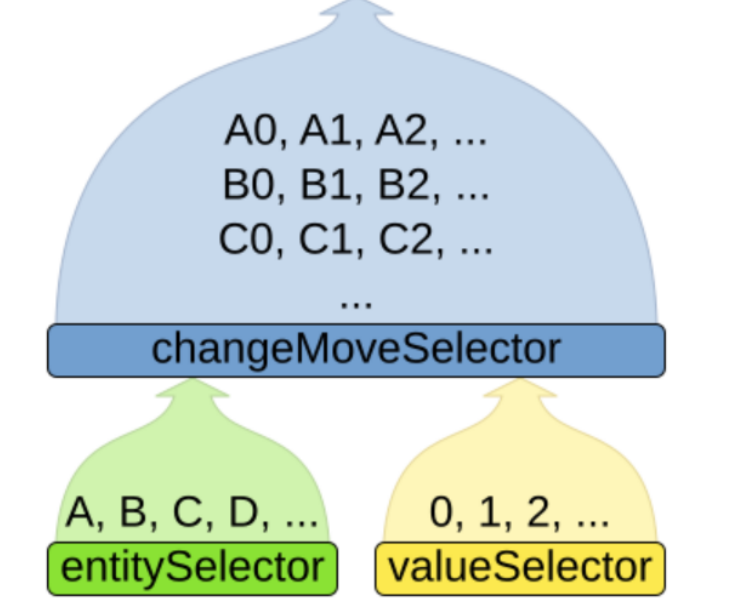 A0, A1, A2, ...
B0, B1, B2, ...
C0, C1, C2, ...
...
changeMoveSelector
A, B, C, D, ...
0, 1, 2, ...
entitySelector
valueSelector